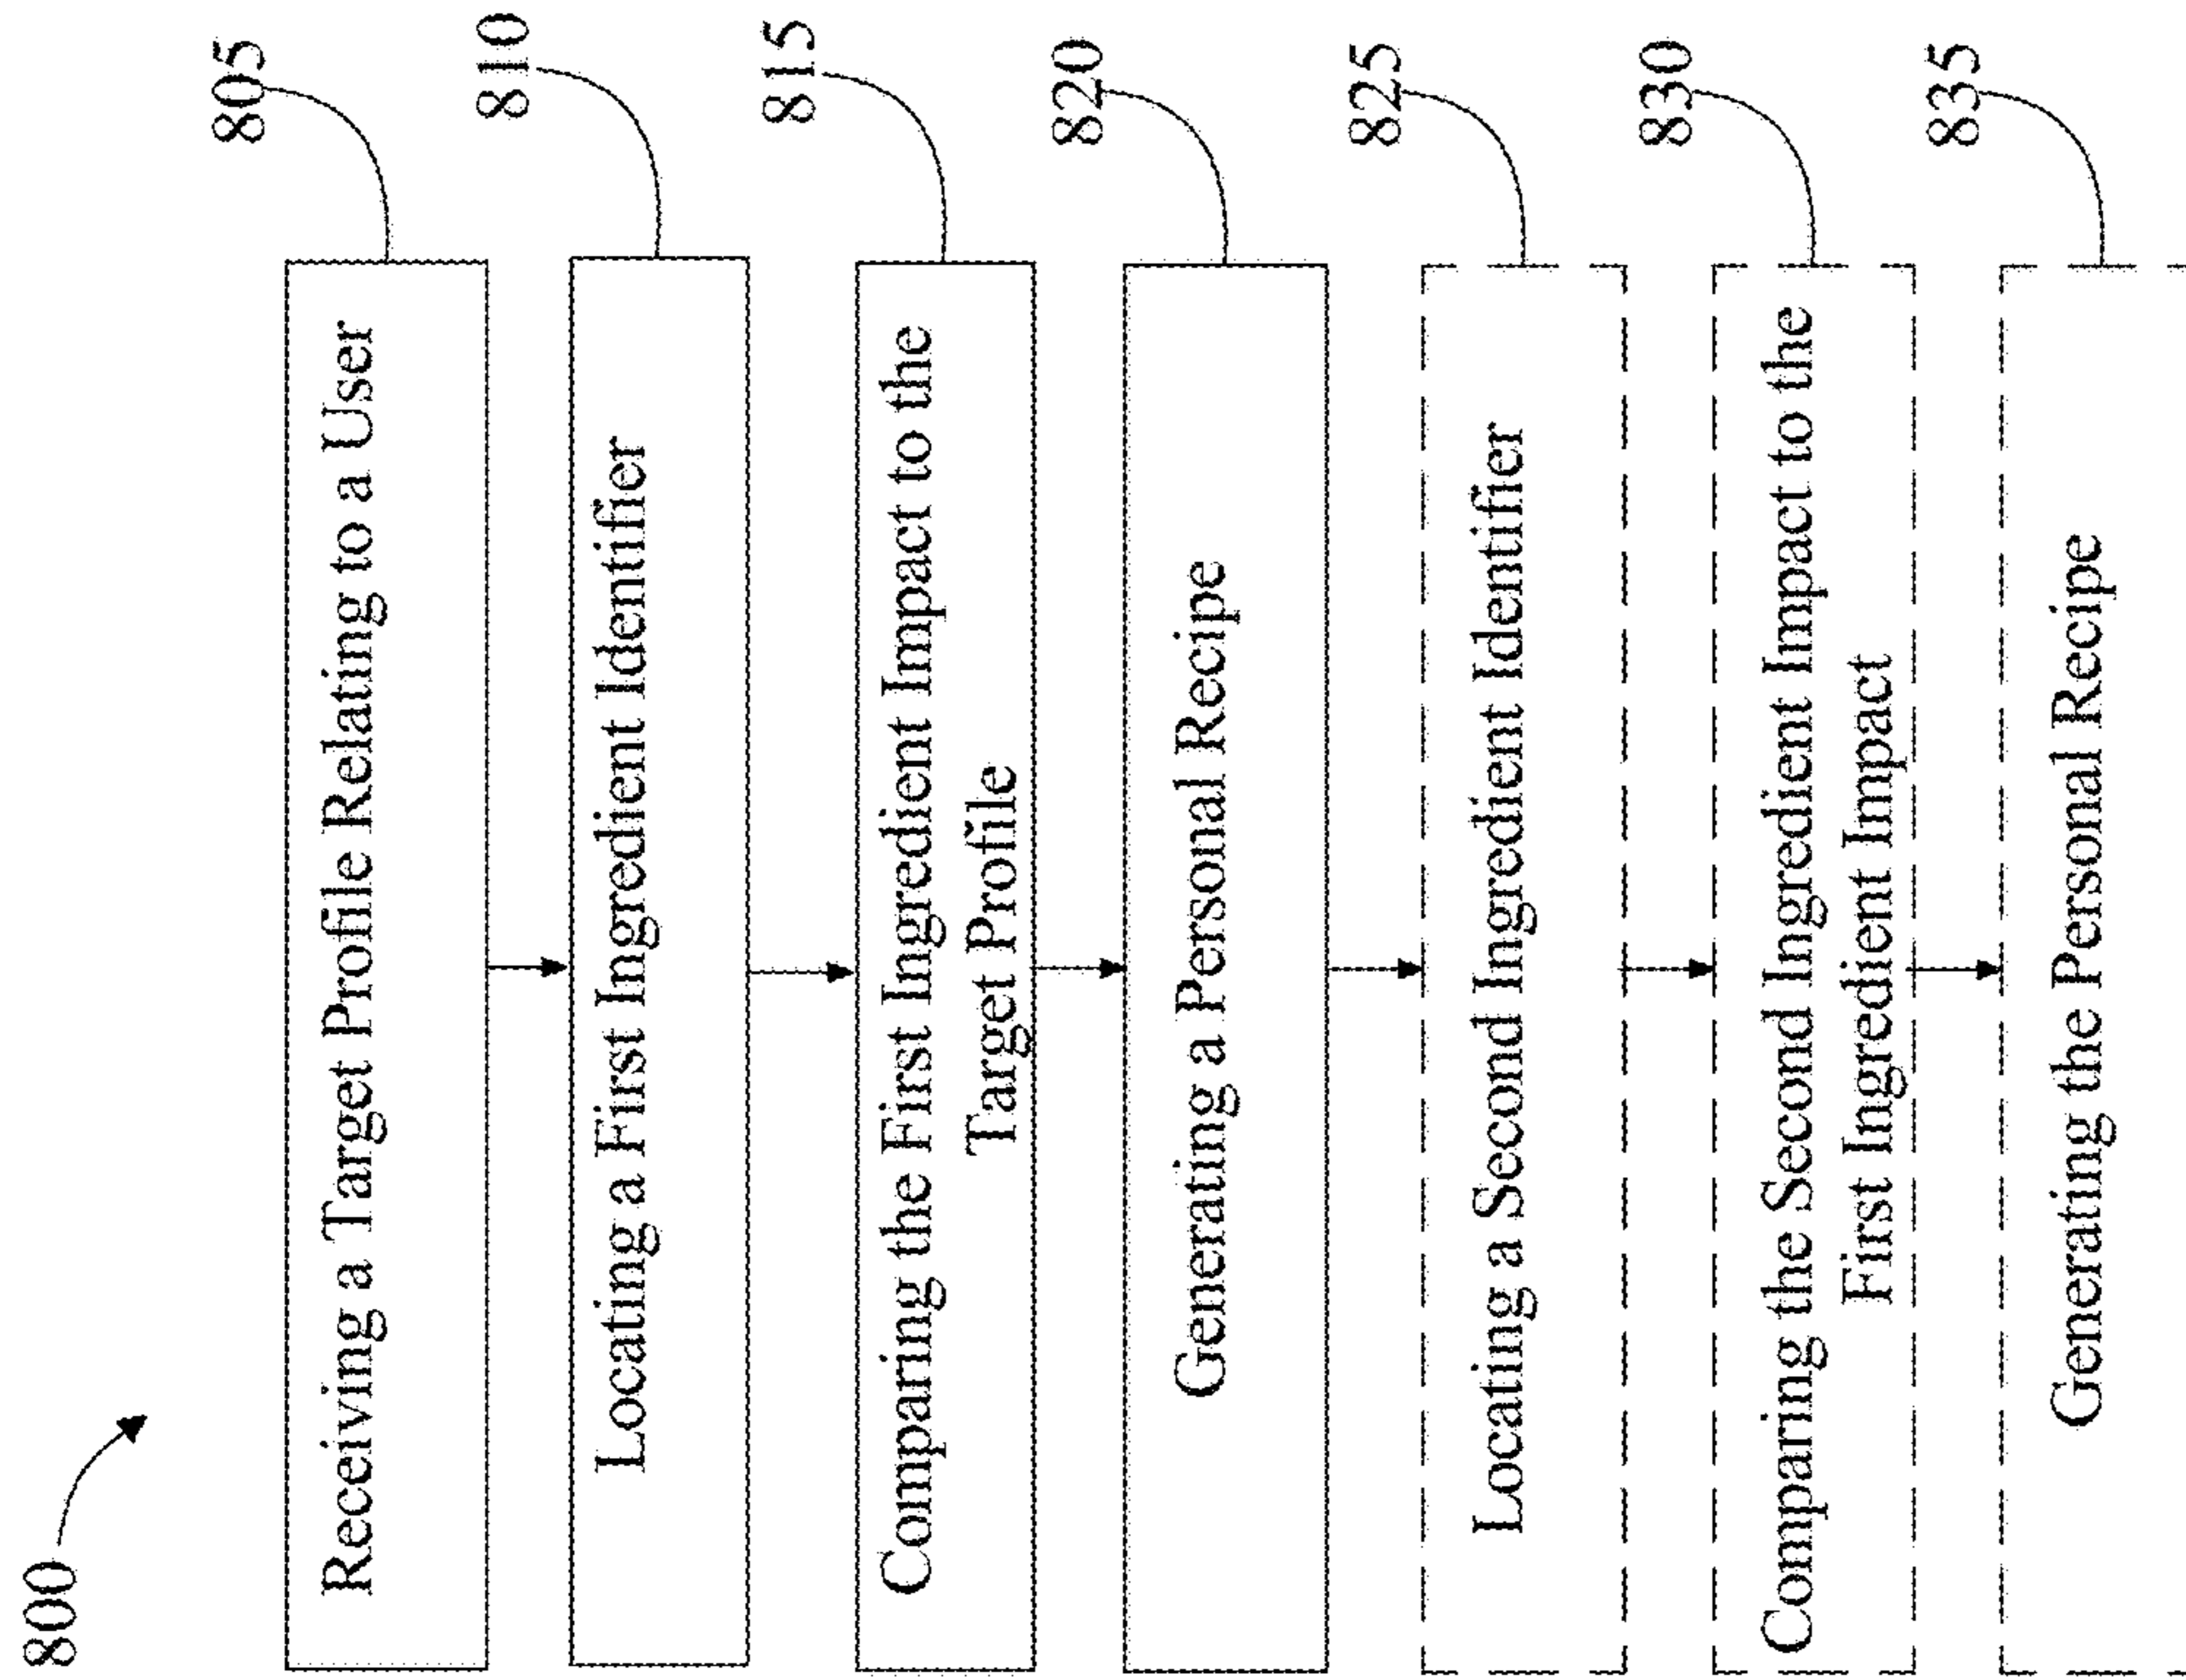 800
805
Receiving a Target Profile Relating to a User
810
Locating a First Ingredient Identifier
815
Comparing the First Ingredient Impact to the
Target Profile
820
Generating a Personal Recipe
825
Locating a Second Ingredient Identifier
830
Comparing the Second Ingredient Impact to the
First Ingredient Impact
835
Generating the Personal Recipe